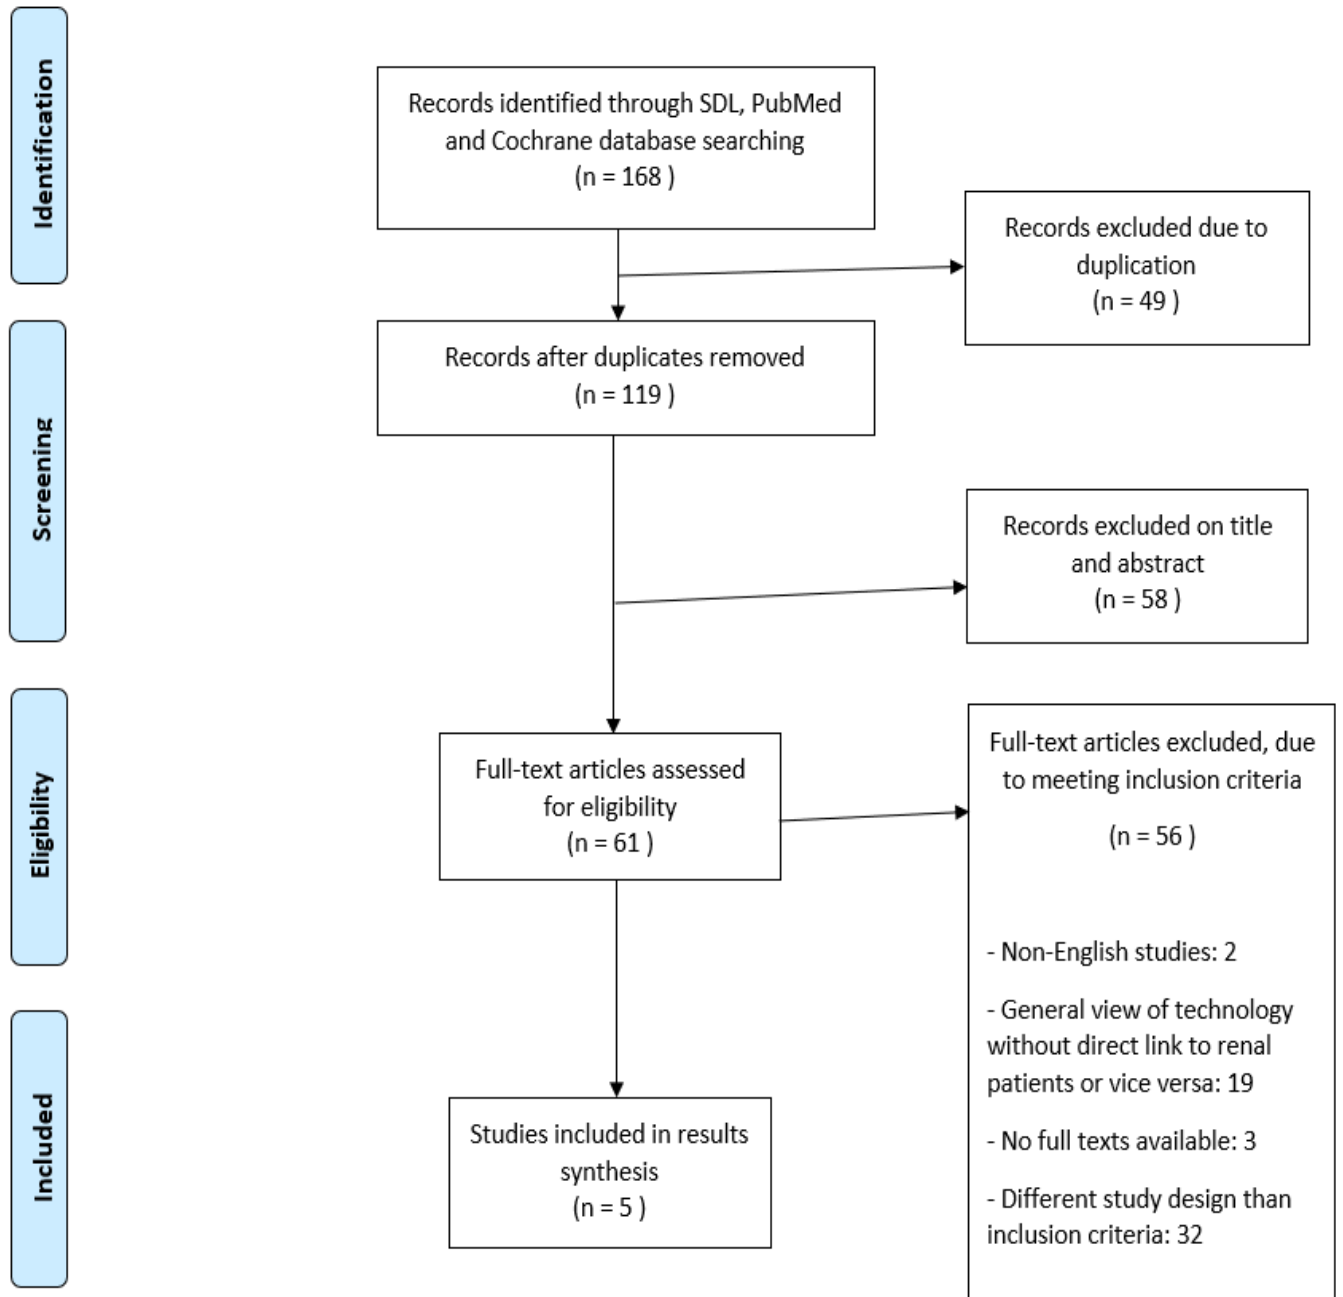 Identification
Records identified through SDL, PubMed
and Cochrane database searching
(n = 168 )
Records excluded due to
duplication
(n = 49 )
Screening
Records after duplicates removed
(n = 119 )
Records excluded on title
and abstract
(n = 58 )
Eligibility
Full-text articles assessed
for eligibility
(n = 61 )
Full-text articles excluded, due
to meeting inclusion criteria
(n = 56 )
- Non-English studies: 2
- General view of technology
without direct link to renal
patients or vice versa: 19
- No full texts available: 3
- Different study design than
inclusion criteria: 32
Included
Studies included in results
synthesis
(n = 5 )